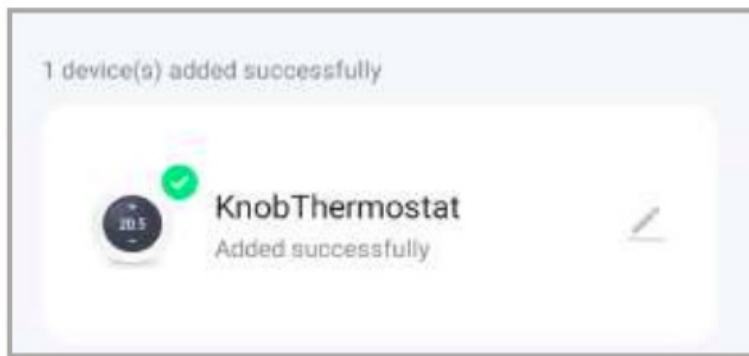 1 device(s) added successfully
KnobThermostat
20.5
Added successfully